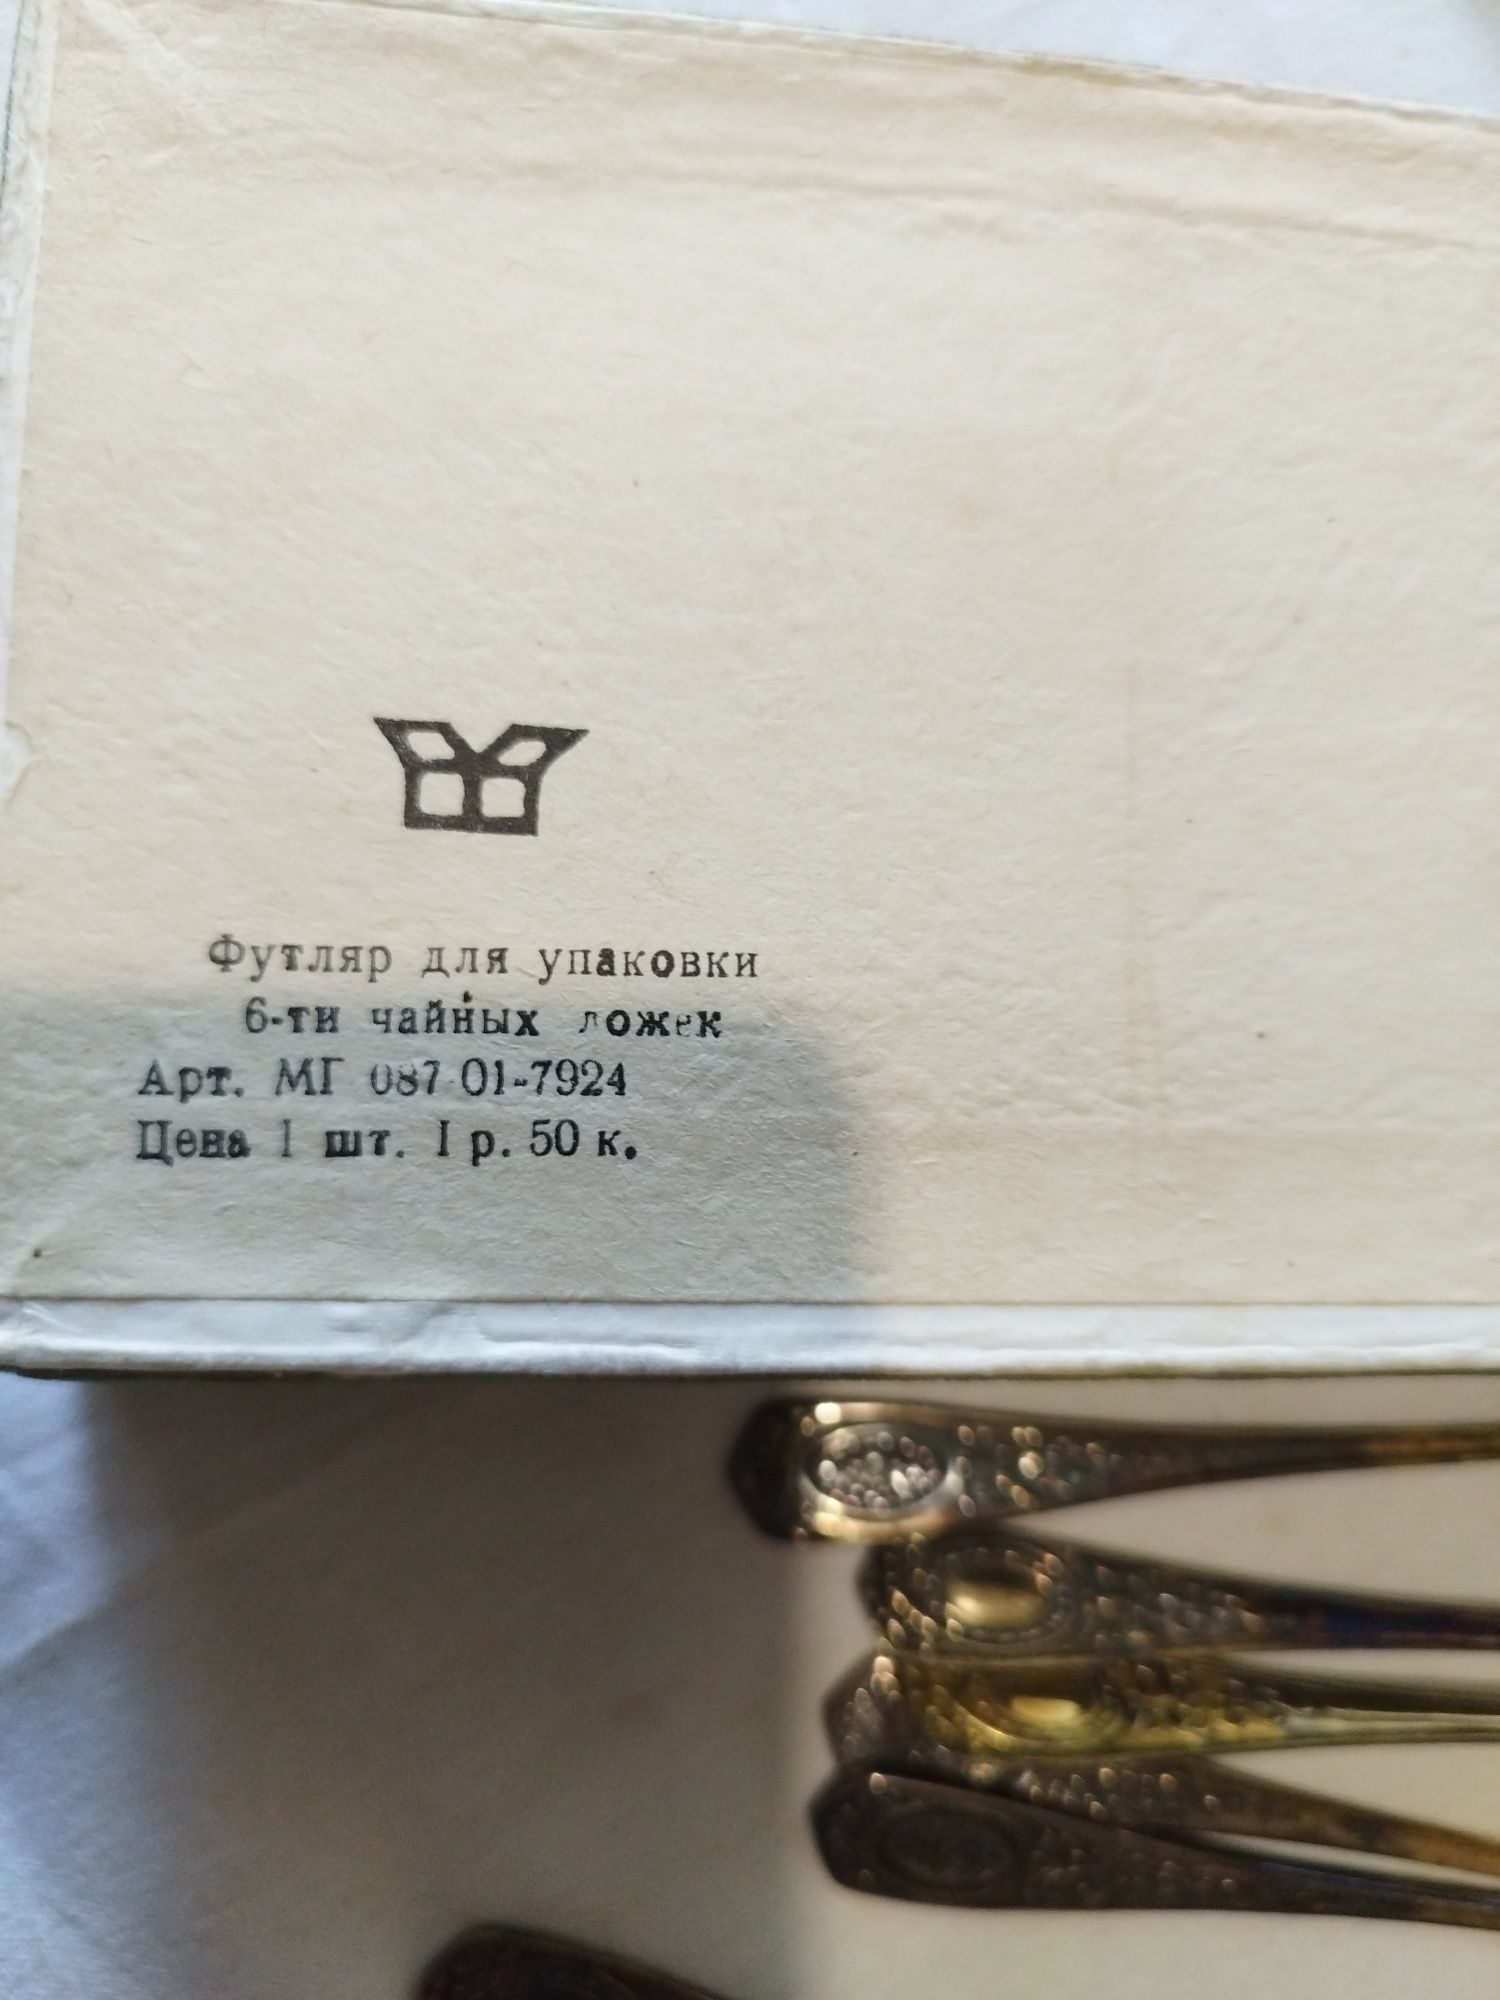 Футляр для упаковки
6-ти чайных ложек
Арт. МГ 087-01-7924
Цена 1 шт. 1 р. 50 к.